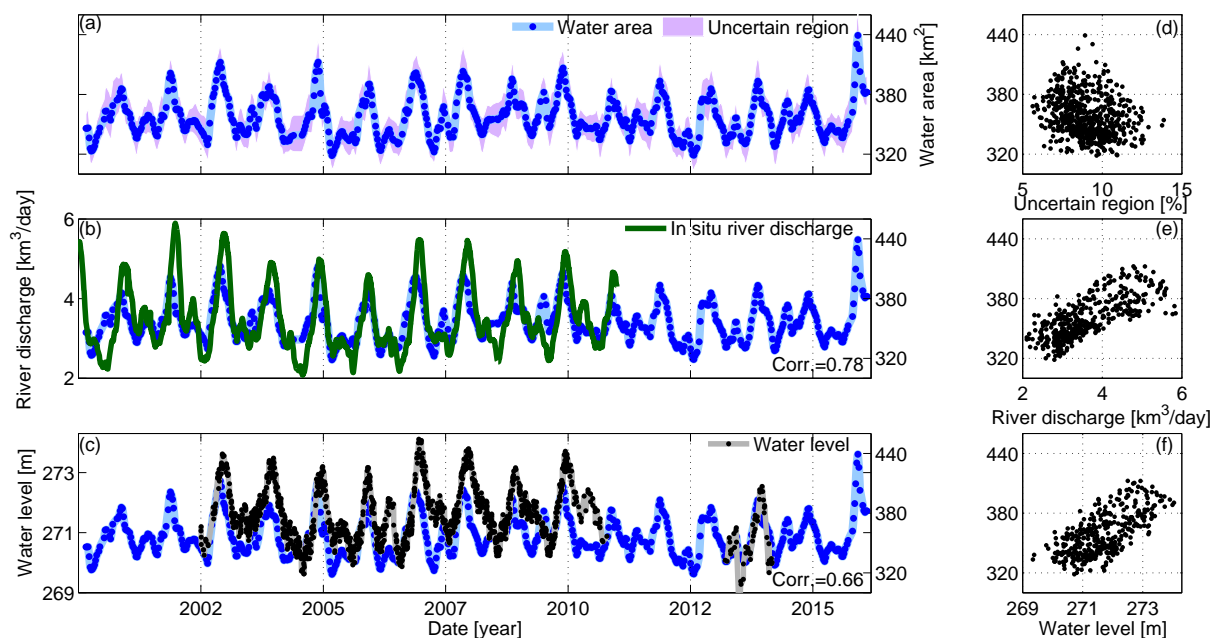 (a)
Water area
Uncertain region
440
380
320
Water area [km2]
(d)
440
380
320
5
10
15
Uncertain region [%]
River discharge [km3/day]
6
4
2
(b)
In situ river discharge
440
380
320
Corr.=0.78
(e)
440
380
320
2
4
6
River discharge [km3/day]
Water level [m]
273
271
269
(c)
Water level
440
380
320
Corr.=0.66
2002
2005
2007
2010
2012
2015
Date [year]
(f)
440
380
320
269
271
273
Water level [m]